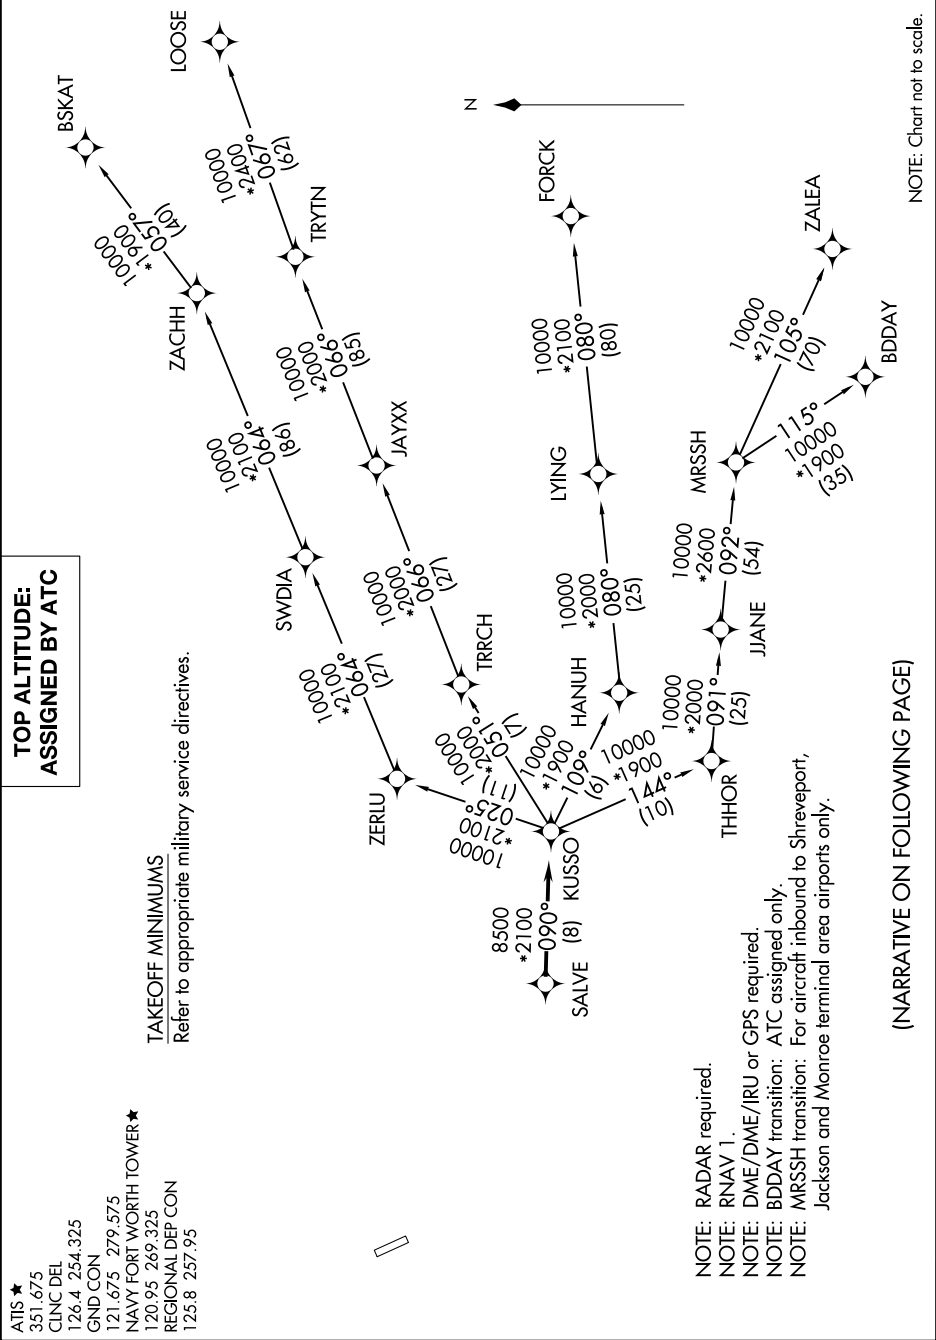 ATIS ★
351.675
CLNC DEL
126.4 254.325
GND CON
121.675 279.575
NAVY FORT WORTH TOWER★
120.95 269.325
REGIONAL DEP CON
125.8 257.95
TOP ALTITUDE:
ASSIGNED BY ATC
TAKEOFF MINIMUMS
Refer to appropriate military service directives.
SALVE
8500
*2100
090°
(8)
KUSSO
10000
*2100
025°
(11)
ZERLU
10000
*2100
064°
(27)
SWDIA
10000
*2100
064°
(86)
ZACHH
10000
*1900
057°
(40)
BSKAT
10000
*2000
051°
(7)
TRRCH
10000
*2000
066°
(27)
JAYXX
10000
*2000
066°
(85)
TRYTN
10000
*2400
067°
(62)
LOOSE
10000
*1900
109°
(6)
HANUH
10000
*2000
080°
(25)
LYING
10000
*2100
080°
(80)
FORCK
10000
*1900
144°
(10)
THHOR
10000
*2000
091°
(25)
JJANE
10000
*2600
092°
(54)
MRSSH
10000
*2100
105°
(70)
ZALEA
115°
10000
*1900
(35)
BDDAY
N
NOTE: RADAR required.
NOTE: RNAV 1.
NOTE: DME/DME/IRU or GPS required.
NOTE: BDDAY transition: ATC assigned only.
NOTE: MRSSH transition: For aircraft inbound to Shreveport,
Jackson and Monroe terminal area airports only.
(NARRATIVE ON FOLLOWING PAGE)
NOTE: Chart not to scale.